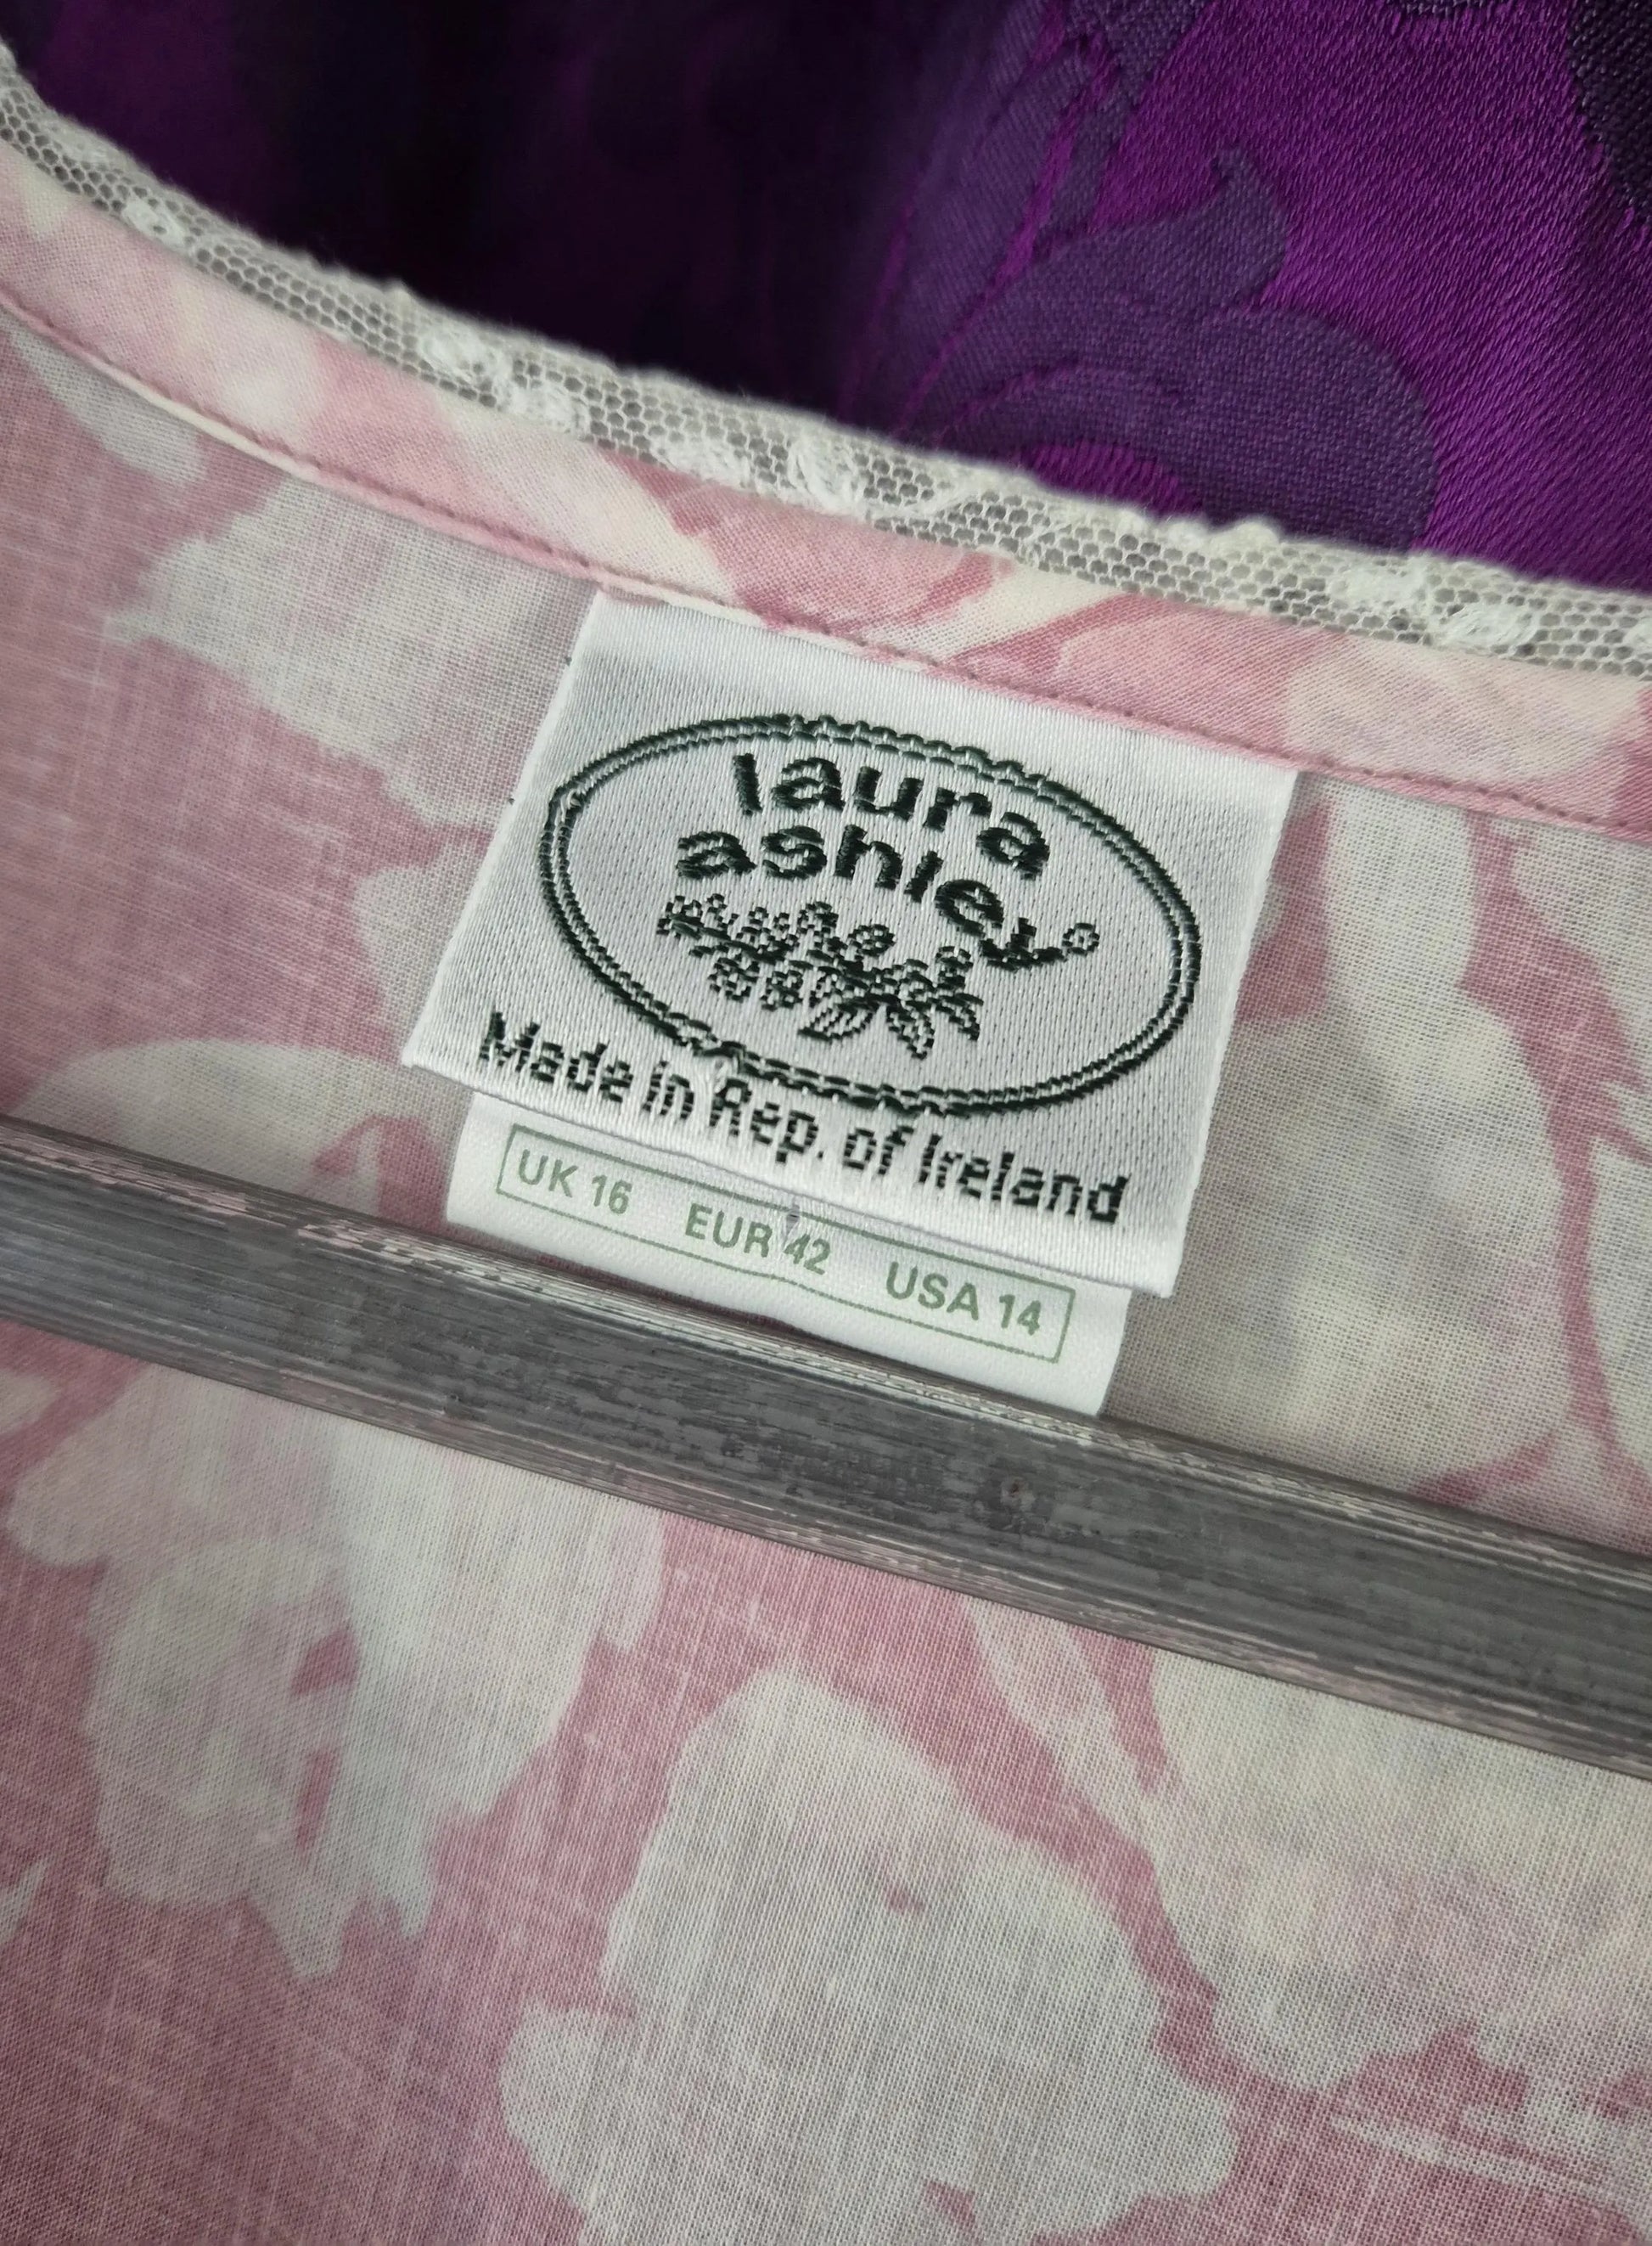 laura
ashley®
Made in Rep. of Ireland
UK 16 EUR 42 USA 14